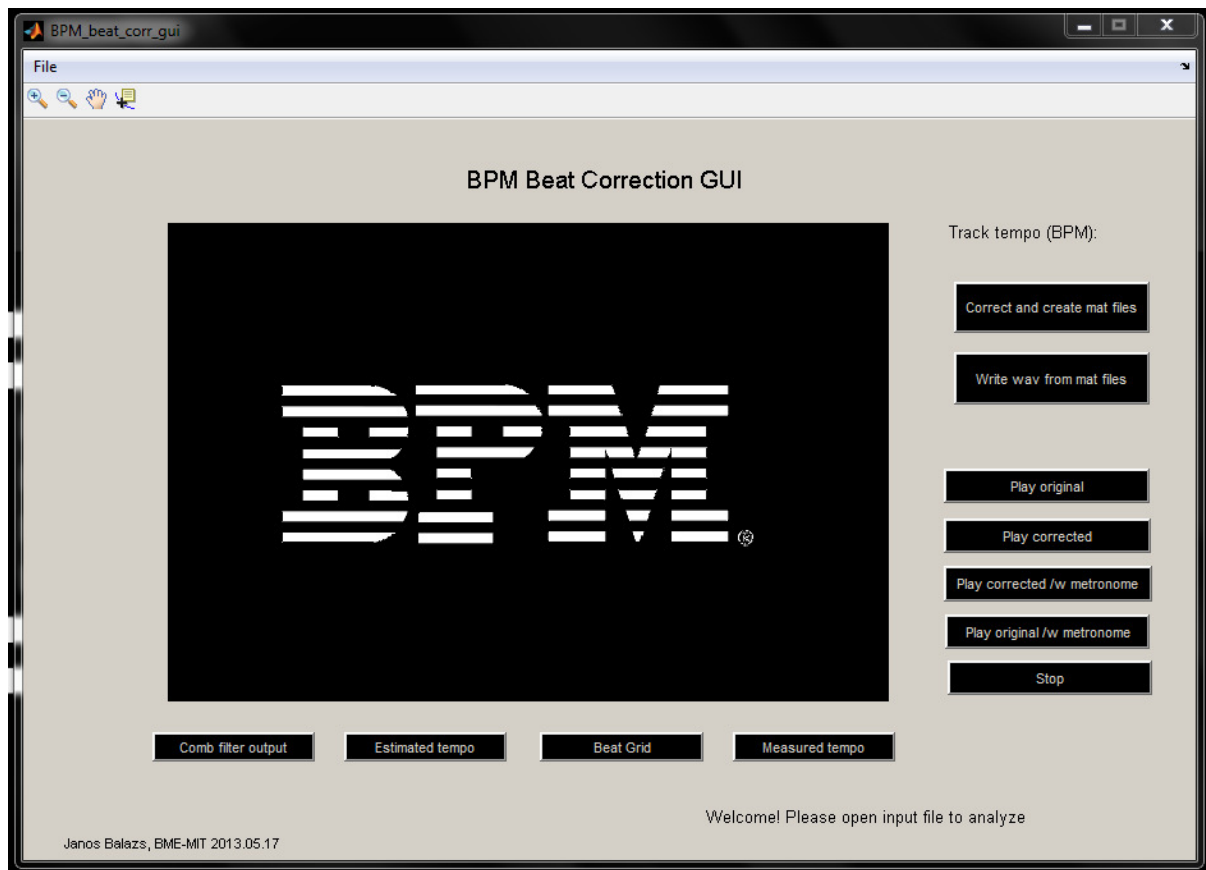 BPM_beat_corr_gui
File
BPM Beat Correction GUI
Track tempo (BPM):
Correct and create mat files
Write wav from mat files
BPM®
Play original
Play corrected
Play corrected /w metronome
Play original /w metronome
Stop
Comb filter output
Estimated tempo
Beat Grid
Measured tempo
Welcome! Please open input file to analyze
Janos Balazs, BME-MIT 2013.05.17